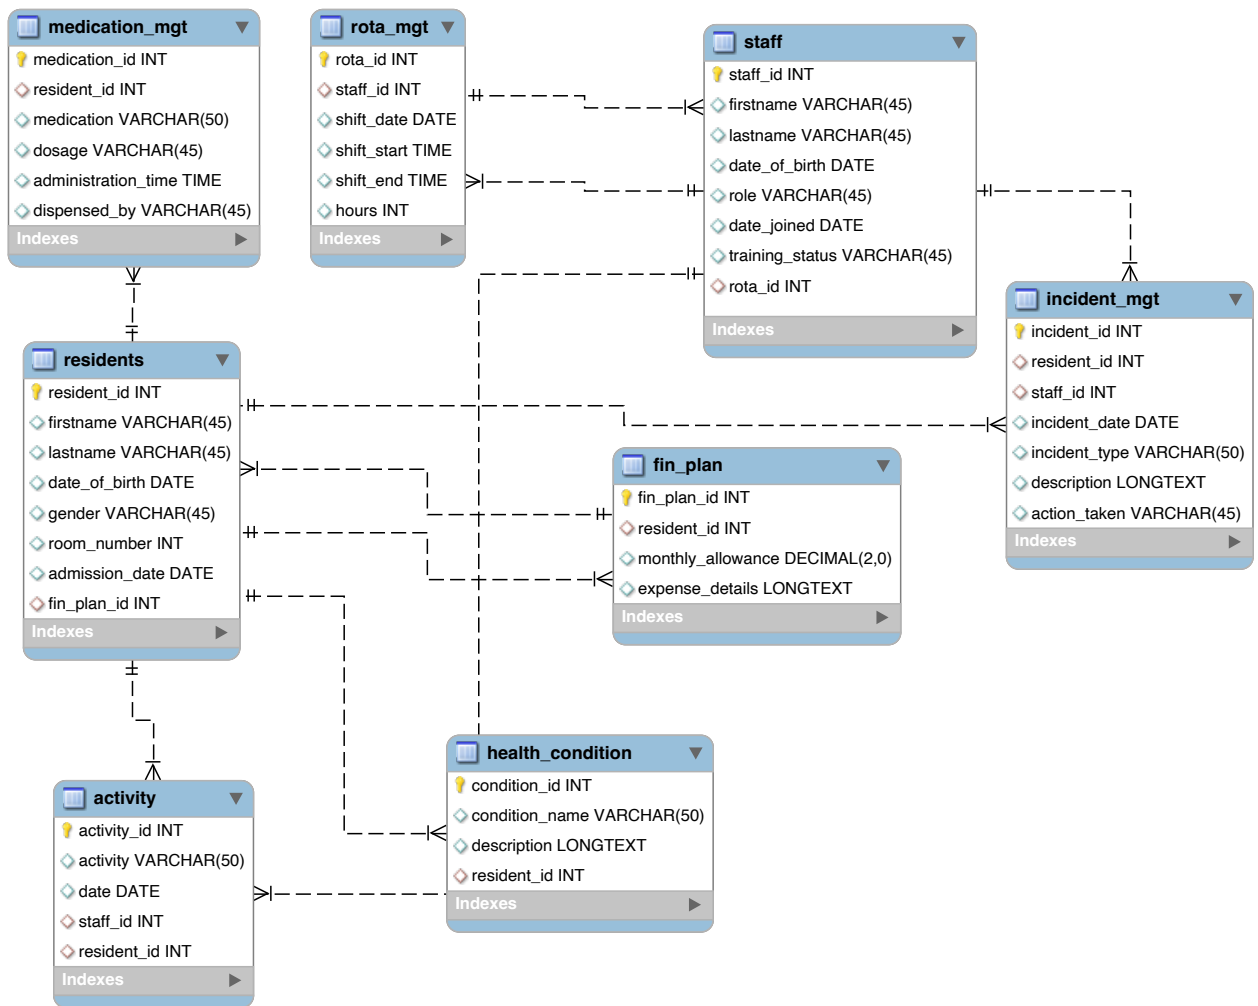 medication_mgt
medication_id INT
resident_id INT
medication VARCHAR(50)
dosage VARCHAR(45)
administration_time TIME
dispensed_by VARCHAR(45)
Indexes
rota_mgt
rota_id INT
staff_id INT
shift_date DATE
shift_start TIME
shift_end TIME
hours INT
Indexes
staff
staff_id INT
firstname VARCHAR(45)
lastname VARCHAR(45)
date_of_birth DATE
role VARCHAR(45)
date_joined DATE
training_status VARCHAR(45)
rota_id INT
Indexes
incident_mgt
incident_id INT
resident_id INT
staff_id INT
incident_date DATE
incident_type VARCHAR(50)
description LONGTEXT
action_taken VARCHAR(45)
Indexes
residents
resident_id INT
firstname VARCHAR(45)
lastname VARCHAR(45)
date_of_birth DATE
gender VARCHAR(45)
room_number INT
admission_date DATE
fin_plan_id INT
Indexes
fin_plan
fin_plan_id INT
resident_id INT
monthly_allowance DECIMAL(2,0)
expense_details LONGTEXT
Indexes
health_condition
condition_id INT
condition_name VARCHAR(50)
description LONGTEXT
resident_id INT
Indexes
activity
activity_id INT
activity VARCHAR(50)
date DATE
staff_id INT
resident_id INT
Indexes